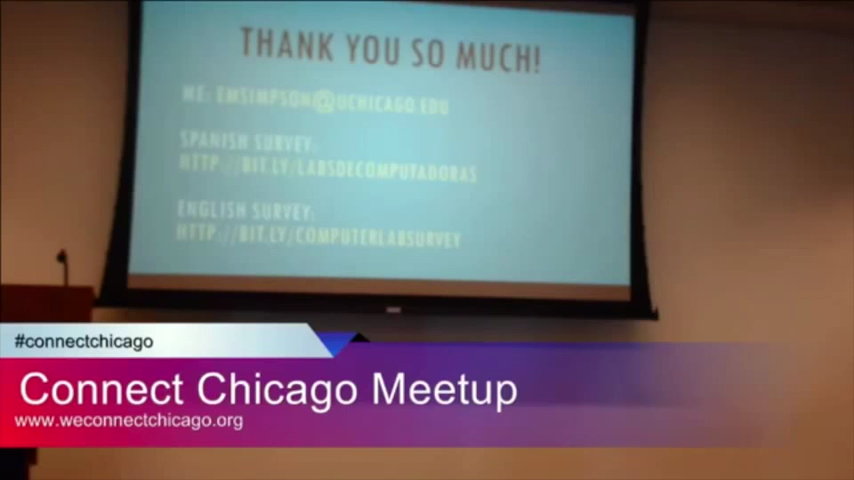 THANK YOU SO MUCH!
ME: EMSIMPSON@UCHICAGO.EDU
SPANISH SURVEY:
HTTP://BIT.LY/LABSDECOMPUTADORAS
ENGLISH SURVEY:
HTTP://BIT.LY/COMPUTERLABSURVEY
#connectchicago
Connect Chicago Meetup
www.weconnectchicago.org